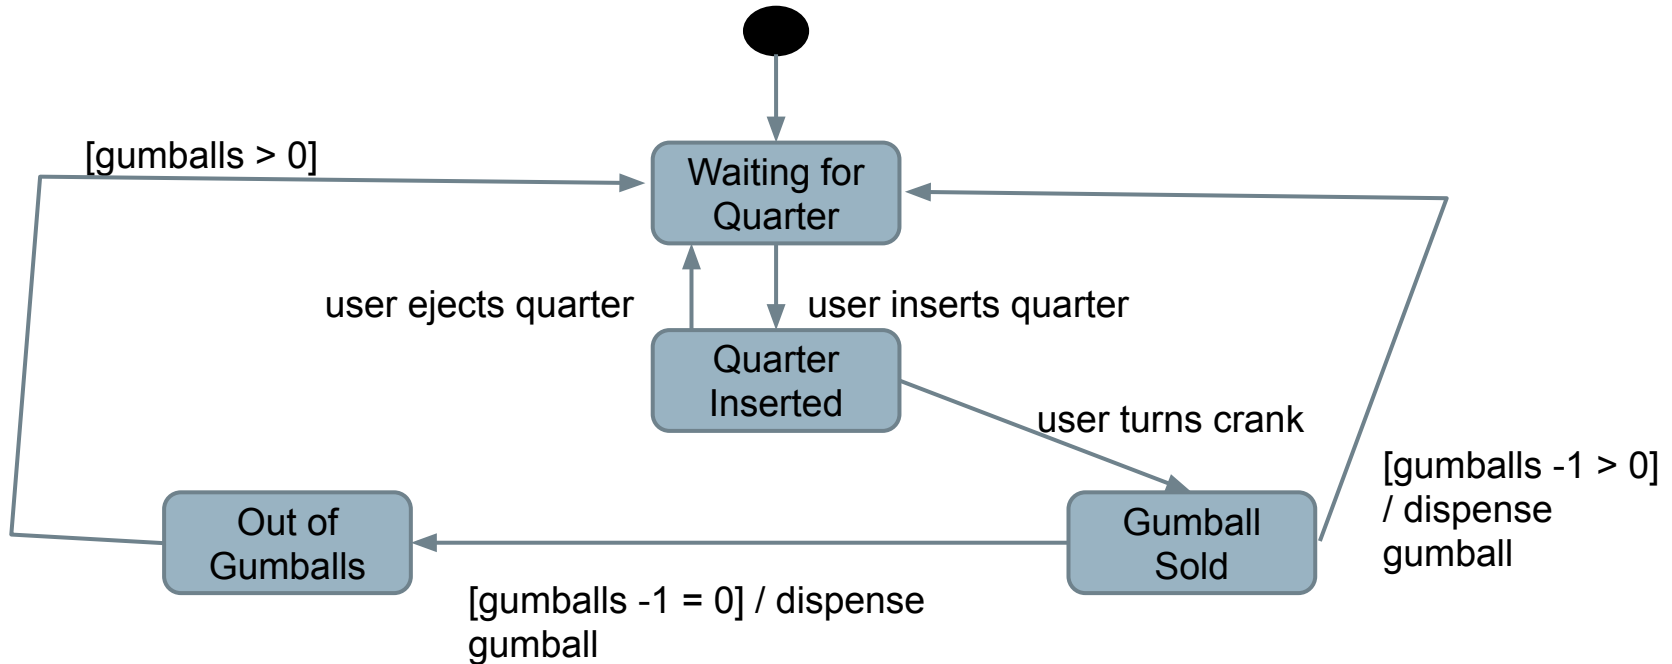 [gumballs > 0]
Waiting for
Quarter
user ejects quarter
user inserts quarter
Quarter
Inserted
user turns crank
[gumballs -1 > 0]
/ dispense
gumball
Out of
Gumballs
Gumball
Sold
[gumballs -1 = 0] / dispense
gumball